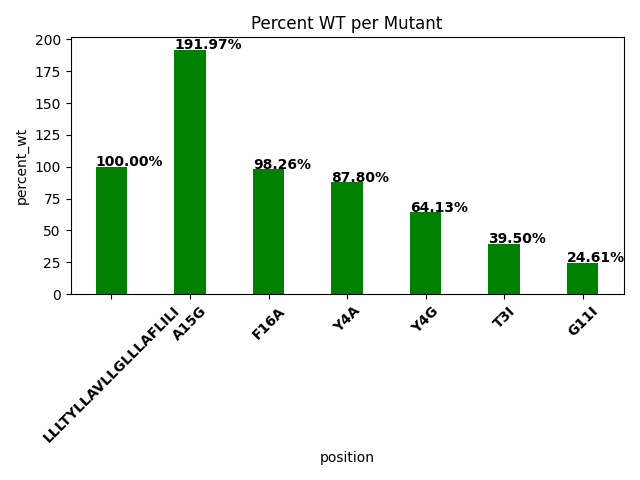 Percent WT per Mutant
percent_wt
200
175
150
125
100
75
50
25
0
100.00%
191.97%
98.26%
87.80%
64.13%
39.50%
24.61%
LLLTYLLAVLLGLLLAFLILI
A15G
F16A
Y4A
Y4G
T3I
G11I
position